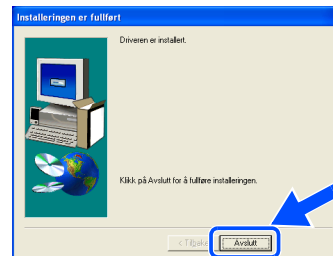 Installeringen er fullført
Driveren er installert.
Klikk på Avslutt for å fullføre installeringen.
< Tilbake
Avslutt